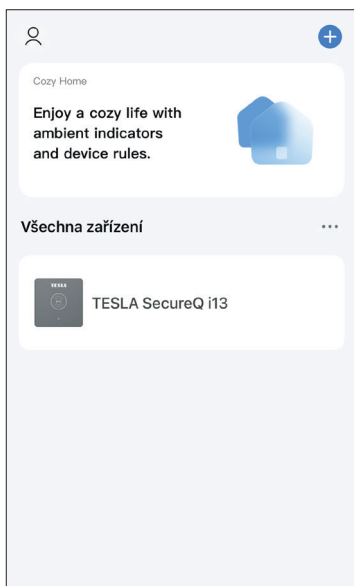 Cozy Home
Enjoy a cozy life with
ambient indicators
and device rules.
Všechna zařízení
TESLA
TESLA SecureQ i13